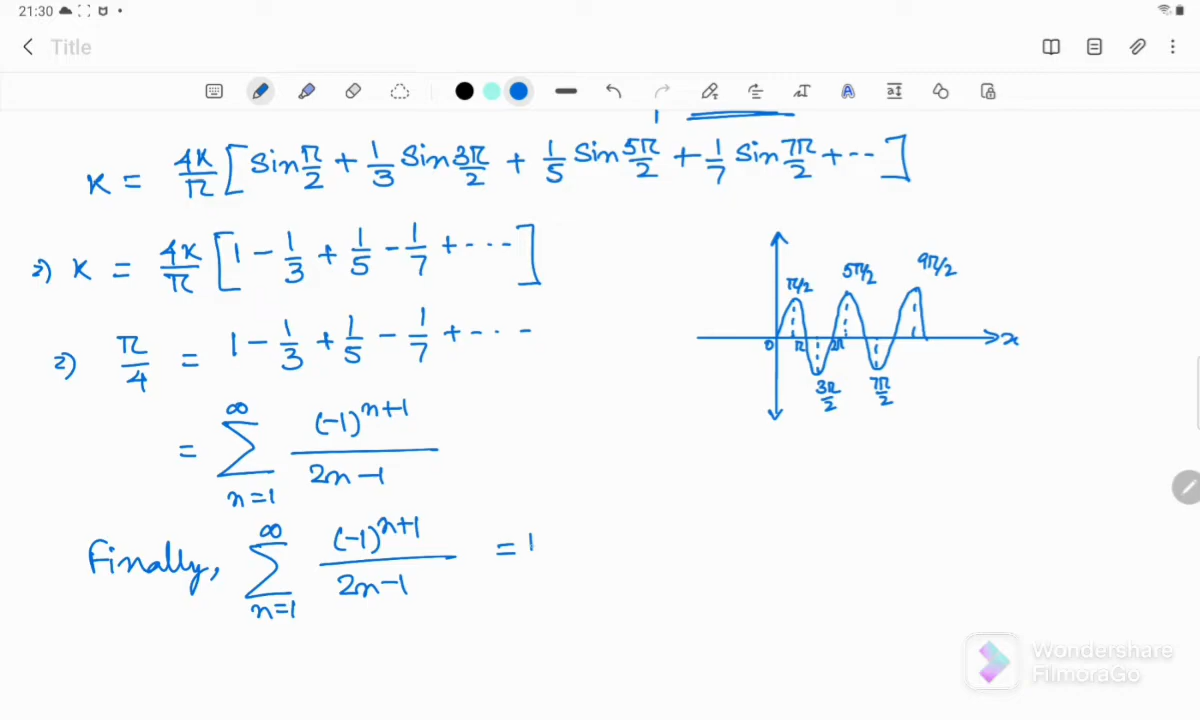 21:30
Title
K = 4K/π [Sin π/2 + 1/3 Sin 3π/2 + 1/5 Sin 5π/2 + 1/7 Sin 7π/2 + --]
⇒) K = 4K/π [1 - 1/3 + 1/5 - 1/7 + ---]
⇒) π/4 = 1 - 1/3 + 1/5 - 1/7 + ---
= ∑_{n=1}^{∞} (-1)^{n+1} / 2n-1
Finally, ∑_{n=1}^{∞} (-1)^{n+1} / 2n-1 = 1
π/2 5π/2 9π/2
0 π 2π x
3π/2 7π/2
Wondershare
FilmoraGo